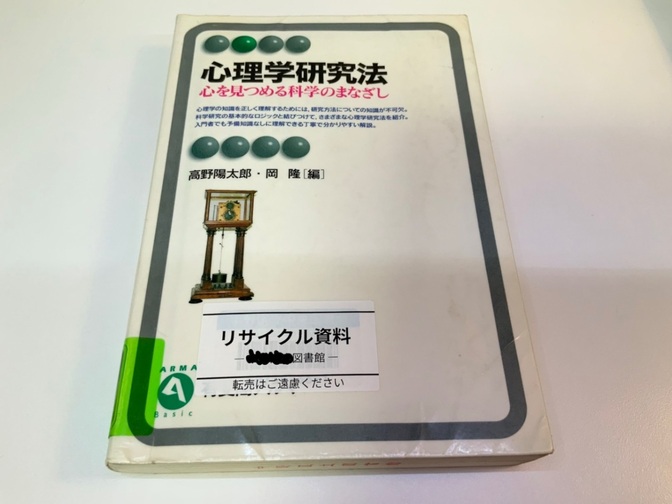 心理学研究法
心を見つめる科学のまなざし
心理学の知識を正しく理解するためには、研究方法についての知識が不可欠。
科学研究の基本的なロジックと結びつけて、さまざまな心理学研究法を紹介。
入門者でも予備知識なしに理解できる丁寧で分かりやすい解説。
高野陽太郎・岡 隆[編]
リサイクル資料
図書館
転売はご遠慮ください
ARMA
A
Basic